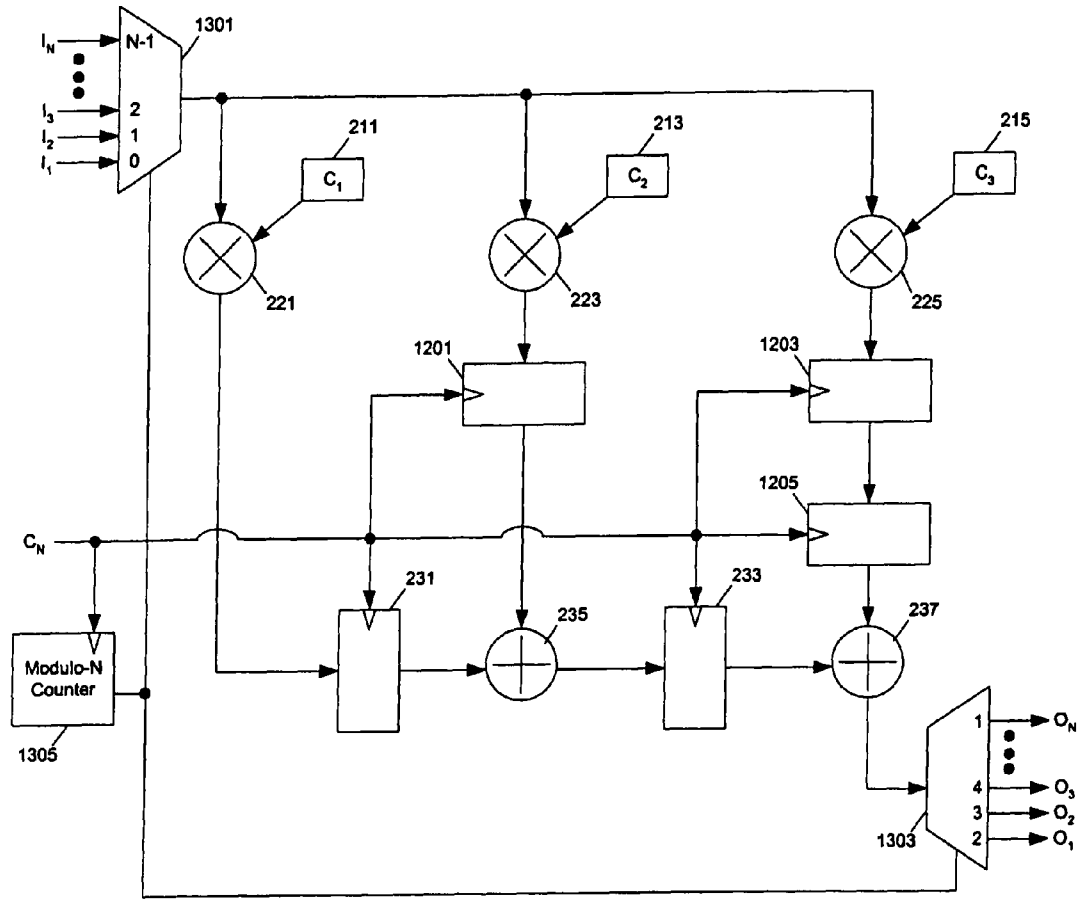 1301
I_N N-1
I_3 2
I_2 1
I_1 0
211
C_1
213
C_2
215
C_3
221
223
225
1201
1203
1205
C_N
231
235
233
237
Modulo-N
Counter
1305
1 O_N
4 O_3
3 O_2
2 O_1
1303